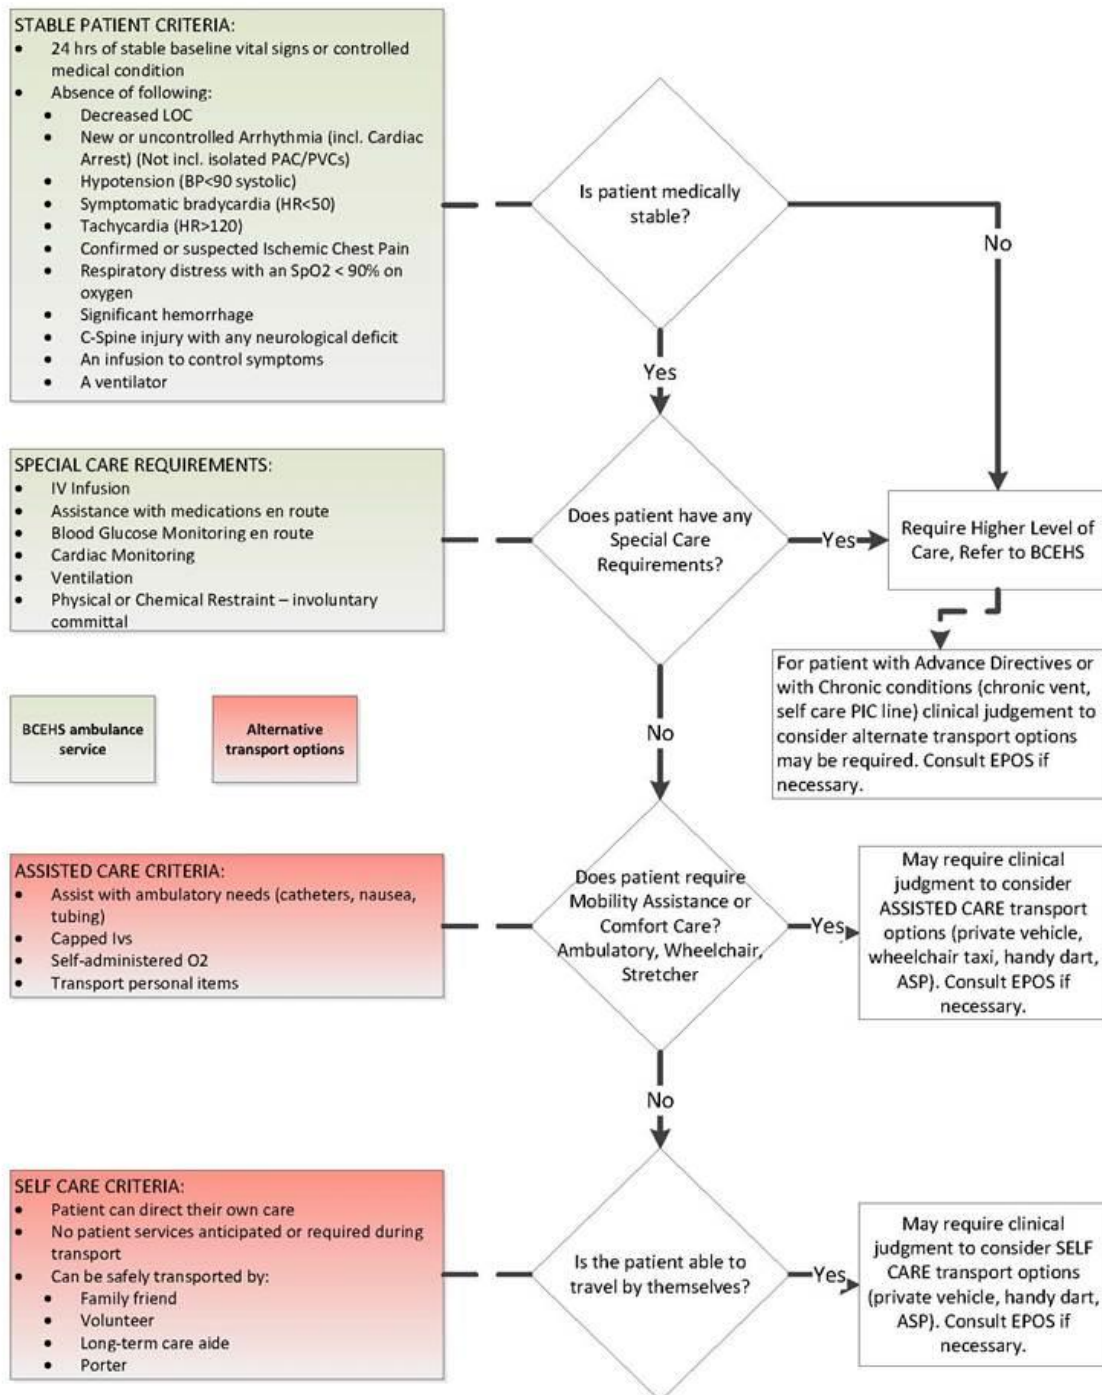 STABLE PATIENT CRITERIA:
• 24 hrs of stable baseline vital signs or controlled
medical condition
• Absence of following:
• Decreased LOC
• New or uncontrolled Arrhythmia (incl. Cardiac
Arrest) (Not incl. isolated PAC/PVCs)
• Hypotension (BP<90 systolic)
• Symptomatic bradycardia (HR<50)
• Tachycardia (HR>120)
• Confirmed or suspected Ischemic Chest Pain
• Respiratory distress with an SpO2 < 90% on
oxygen
• Significant hemorrhage
• C-Spine injury with any neurological deficit
• An infusion to control symptoms
• A ventilator
Is patient medically
stable?
No
Yes
SPECIAL CARE REQUIREMENTS:
• IV Infusion
• Assistance with medications en route
• Blood Glucose Monitoring en route
• Cardiac Monitoring
• Ventilation
• Physical or Chemical Restraint – involuntary
committal
Does patient have any
Special Care
Requirements?
Yes
Require Higher Level of
Care, Refer to BCEHS
For patient with Advance Directives or
with Chronic conditions (chronic vent,
self care PIC line) clinical judgement to
consider alternate transport options
may be required. Consult EPOS if
necessary.
BCEHS ambulance
service
Alternative
transport options
No
ASSISTED CARE CRITERIA:
• Assist with ambulatory needs (catheters, nausea,
tubing)
• Capped Ivs
• Self-administered O2
• Transport personal items
Does patient require
Mobility Assistance or
Comfort Care?
Ambulatory, Wheelchair,
Stretcher
Yes
May require clinical
judgment to consider
ASSISTED CARE transport
options (private vehicle,
wheelchair taxi, handy dart,
ASP). Consult EPOS if
necessary.
No
SELF CARE CRITERIA:
• Patient can direct their own care
• No patient services anticipated or required during
transport
• Can be safely transported by:
• Family friend
• Volunteer
• Long-term care aide
• Porter
Is the patient able to
travel by themselves?
Yes
May require clinical
judgment to consider SELF
CARE transport options
(private vehicle, handy dart,
ASP). Consult EPOS if
necessary.